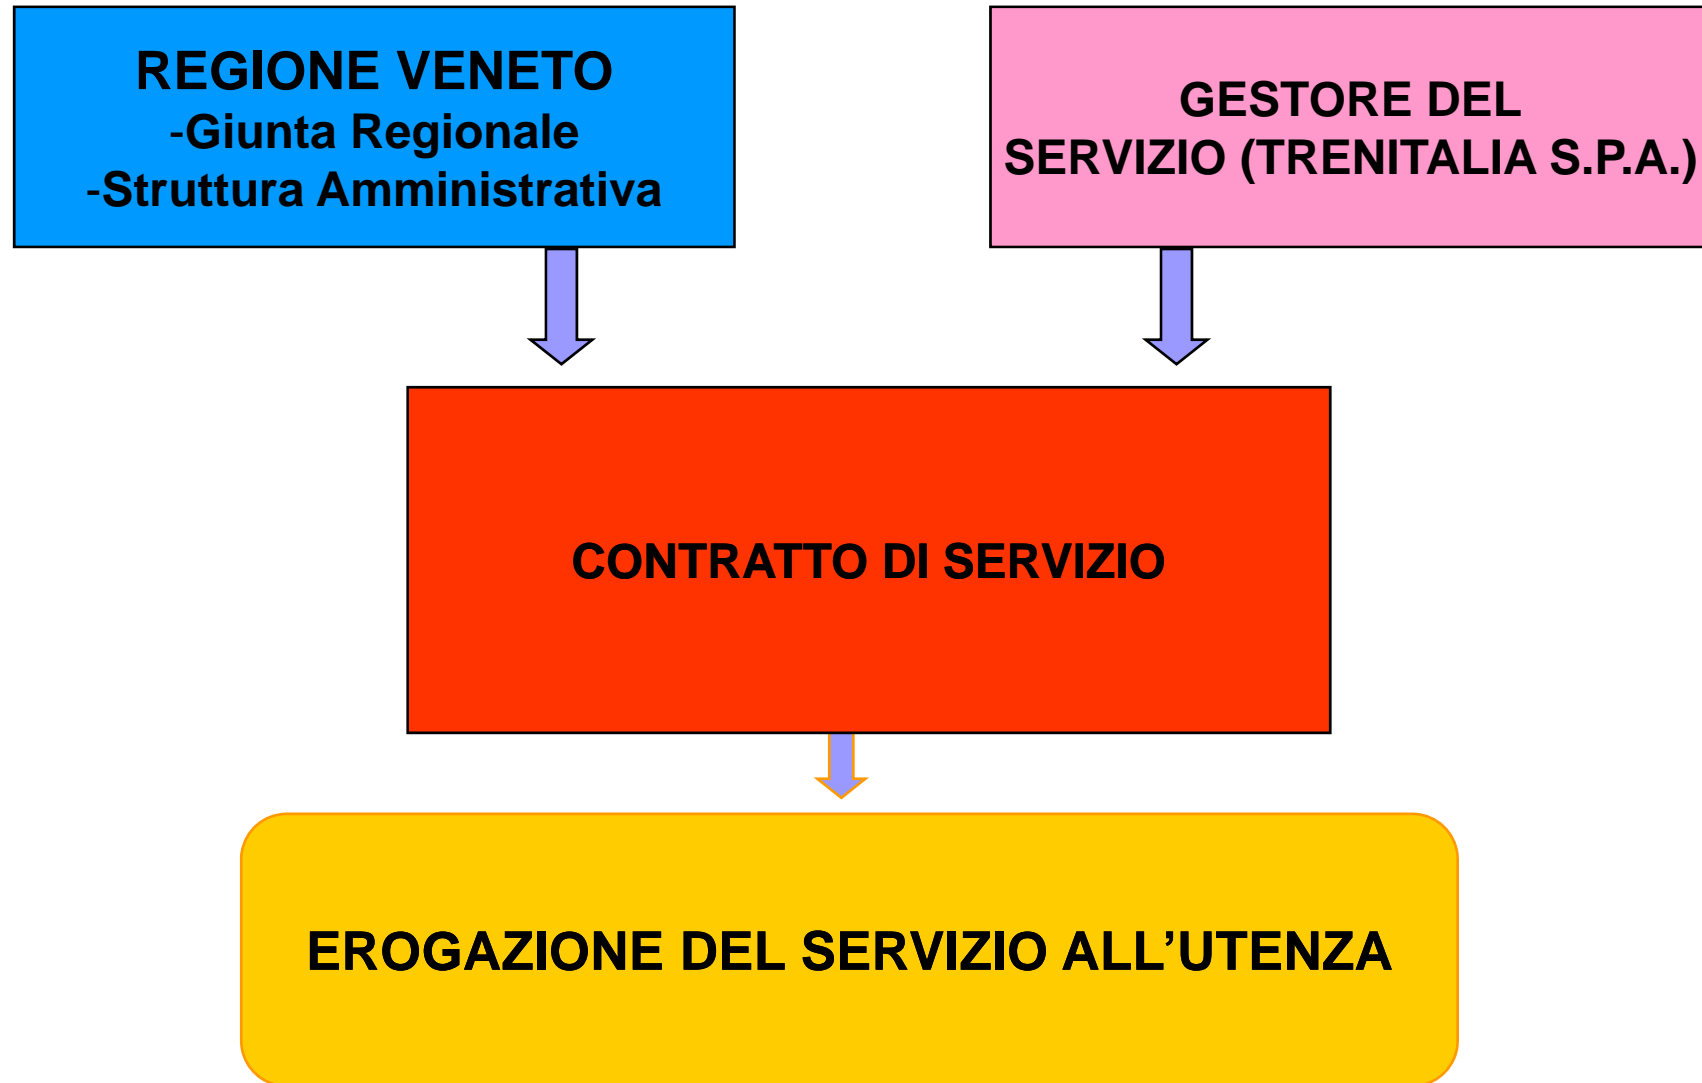 REGIONE VENETO
-Giunta Regionale
-Struttura Amministrativa
GESTORE DEL
SERVIZIO (TRENITALIA S.P.A.)
CONTRATTO DI SERVIZIO
EROGAZIONE DEL SERVIZIO ALL’UTENZA